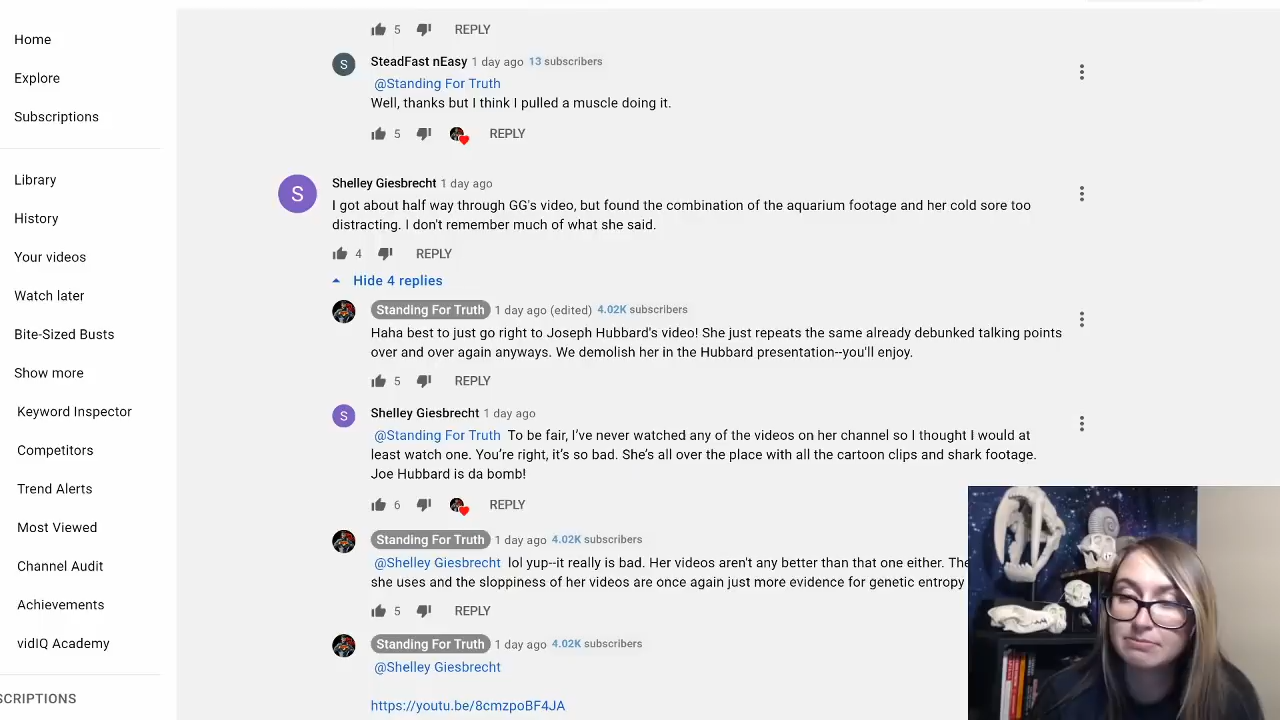 Home
Explore
Subscriptions
Library
History
Your videos
Watch later
Bite-Sized Busts
Show more
Keyword Inspector
Competitors
Trend Alerts
Most Viewed
Channel Audit
Achievements
vidIQ Academy
SCRIPTIONS
5 REPLY
S SteadFast nEasy 1 day ago 13 subscribers
@Standing For Truth
Well, thanks but I think I pulled a muscle doing it.
5 REPLY
S Shelley Giesbrecht 1 day ago
I got about half way through GG's video, but found the combination of the aquarium footage and her cold sore too
distracting. I don't remember much of what she said.
4 REPLY
Hide 4 replies
Standing For Truth 1 day ago (edited) 4.02K subscribers
Haha best to just go right to Joseph Hubbard's video! She just repeats the same already debunked talking points
over and over again anyways. We demolish her in the Hubbard presentation--you'll enjoy.
5 REPLY
S Shelley Giesbrecht 1 day ago
@Standing For Truth To be fair, I've never watched any of the videos on her channel so I thought I would at
least watch one. You're right, it's so bad. She's all over the place with all the cartoon clips and shark footage.
Joe Hubbard is da bomb!
6 REPLY
Standing For Truth 1 day ago 4.02K subscribers
@Shelley Giesbrecht lol yup--it really is bad. Her videos aren't any better than that one either. The
she uses and the sloppiness of her videos are once again just more evidence for genetic entropy
5 REPLY
Standing For Truth 1 day ago 4.02K subscribers
@Shelley Giesbrecht
https://youtu.be/8cmzpoBF4JA